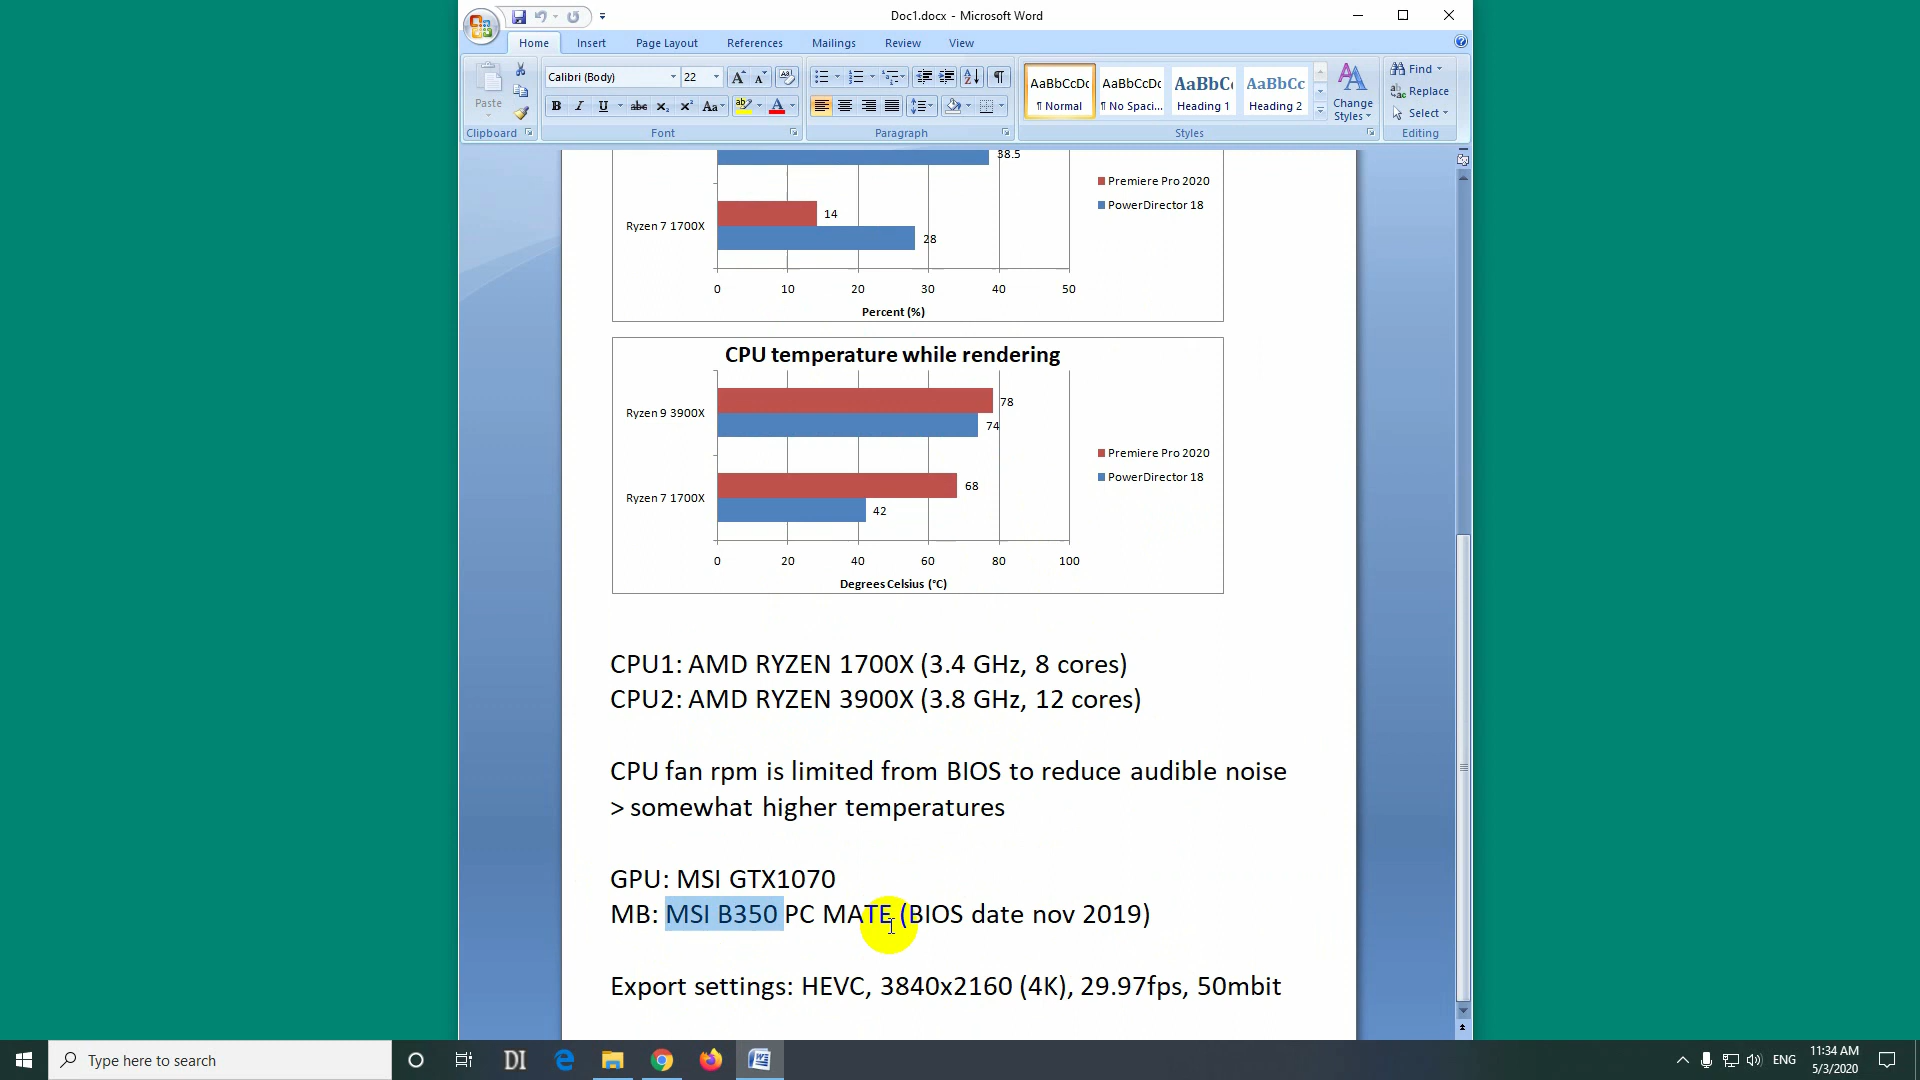 Doc1.docx - Microsoft Word
Home Insert Page Layout References Mailings Review View
Paste
Clipboard
Calibri (Body) 22
Font
Paragraph
AaBbCcDc AaBbCcDc AaBbC AaBbCc
¶ Normal ¶ No Spaci... Heading 1 Heading 2
Change Styles
Styles
Find
Replace
Select
Editing
38.5
Ryzen 7 1700X
14
28
Premiere Pro 2020
PowerDirector 18
0 10 20 30 40 50
Percent (%)
CPU temperature while rendering
Ryzen 9 3900X
78
74
Ryzen 7 1700X
68
42
Premiere Pro 2020
PowerDirector 18
0 20 40 60 80 100
Degrees Celsius (°C)
CPU1: AMD RYZEN 1700X (3.4 GHz, 8 cores)
CPU2: AMD RYZEN 3900X (3.8 GHz, 12 cores)
CPU fan rpm is limited from BIOS to reduce audible noise
> somewhat higher temperatures
GPU: MSI GTX1070
MB: MSI B350 PC MATE (BIOS date nov 2019)
Export settings: HEVC, 3840x2160 (4K), 29.97fps, 50mbit
Type here to search
DI
ENG
11:34 AM
5/3/2020